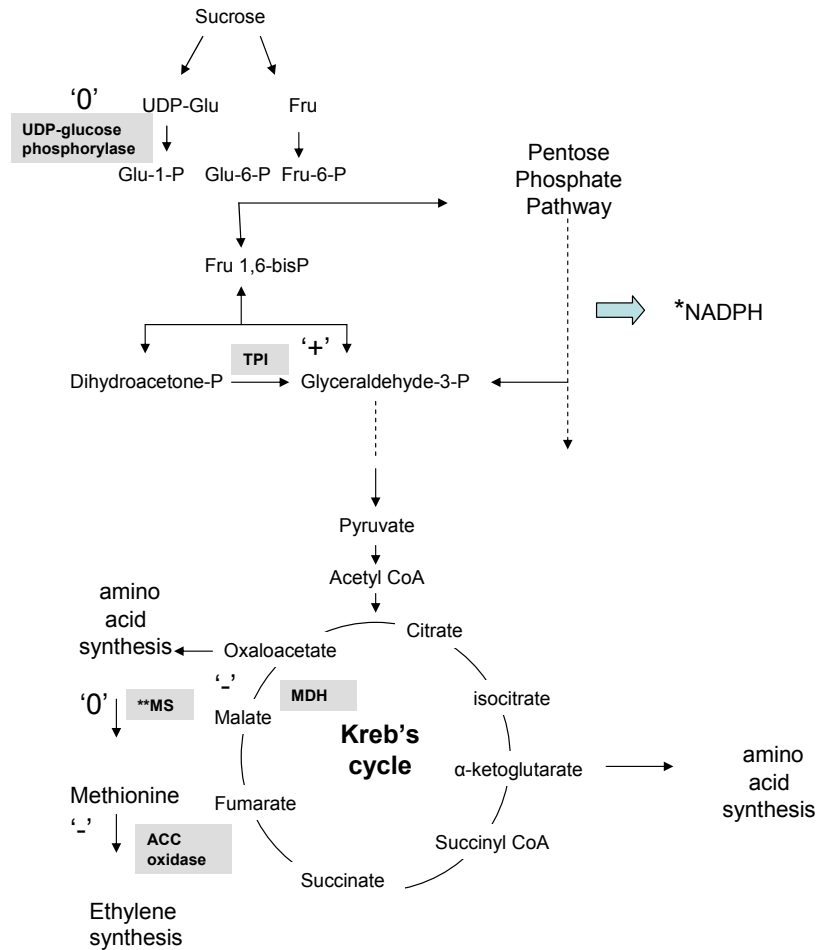 Sucrose
‘0’
UDP-Glu
Fru
UDP-glucose
phosphorylase
Glu-1-P
Glu-6-P
Fru-6-P
Pentose
Phosphate
Pathway
Fru 1,6-bisP
*NADPH
TPI
‘+’
Dihydroacetone-P
Glyceraldehyde-3-P
Pyruvate
Acetyl CoA
amino
acid
synthesis
Oxaloacetate
Citrate
‘-’
MDH
‘0’
**MS
Malate
isocitrate
Kreb’s
cycle
α-ketoglutarate
amino
acid
synthesis
Methionine
Fumarate
‘-’
ACC
oxidase
Succinyl CoA
Succinate
Ethylene
synthesis